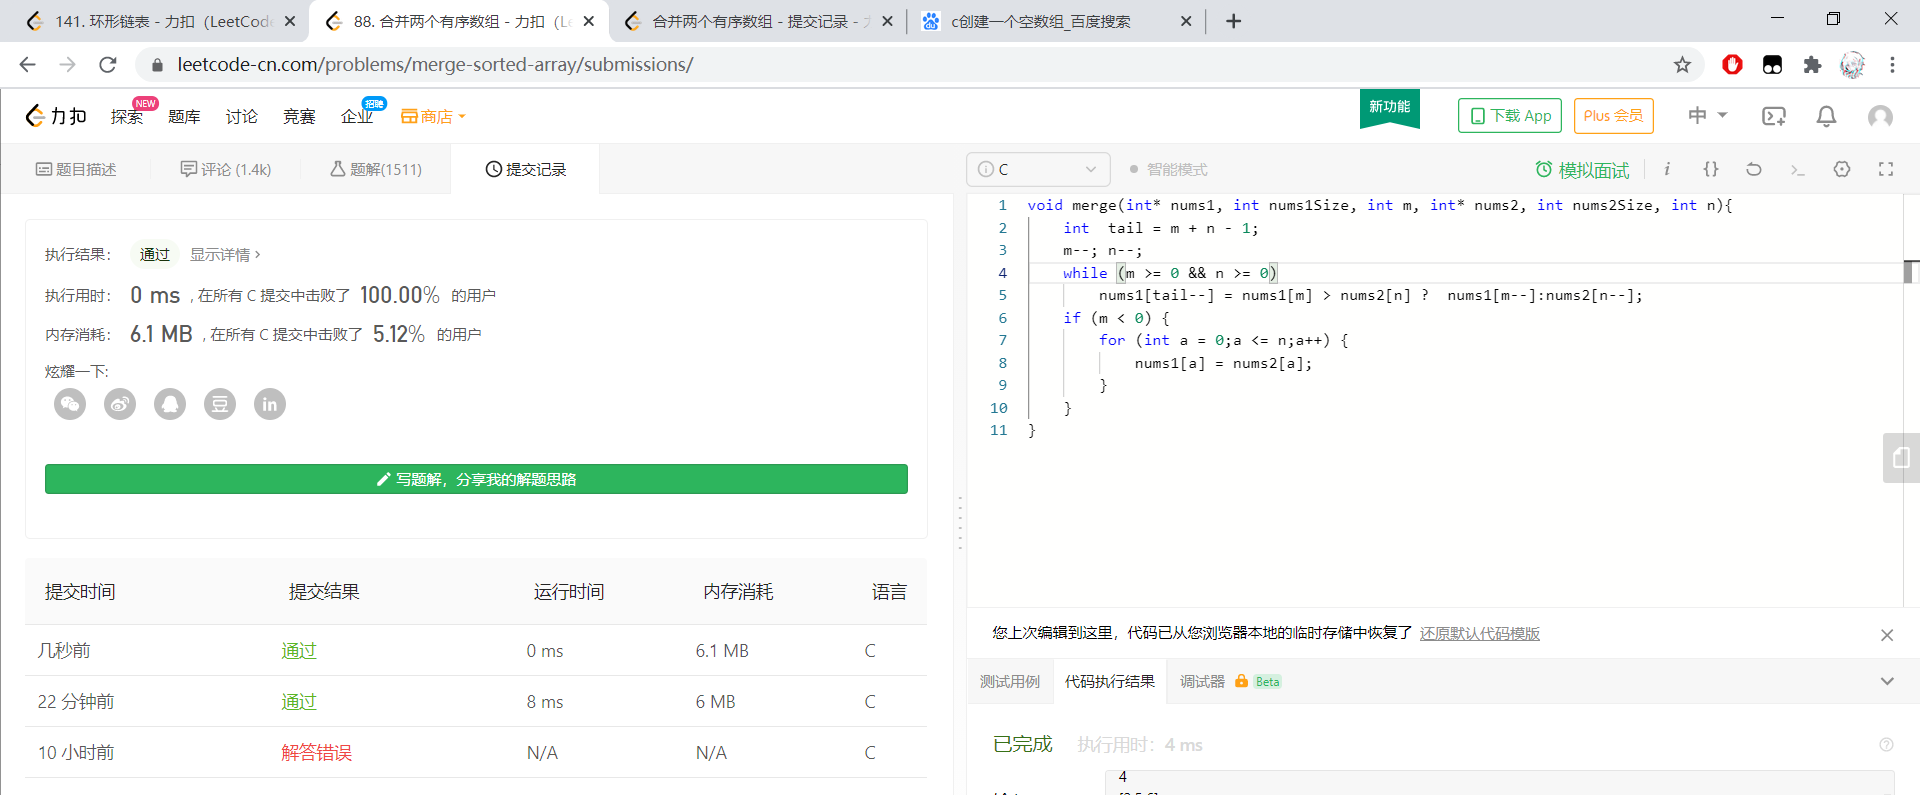 141. 环形链表 - 力扣 (LeetCode
88. 合并两个有序数组 - 力扣 (Le
合并两个有序数组 - 提交记录 - 力
c创建一个空数组_百度搜索
leetcode-cn.com/problems/merge-sorted-array/submissions/
力扣 探索 NEW 题库 讨论 竞赛 企业 招聘 商店 新功能 下载 App Plus 会员 中
题目描述 评论 (1.4k) 题解(1511) 提交记录
C 智能模式 模拟面试 i {} >_
执行结果： 通过 显示详情 >
执行用时： 0 ms , 在所有 C 提交中击败了 100.00% 的用户
内存消耗： 6.1 MB , 在所有 C 提交中击败了 5.12% 的用户
炫耀一下:
豆 in
写题解，分享我的解题思路
提交时间 提交结果 运行时间 内存消耗 语言
几秒前 通过 0 ms 6.1 MB C
22 分钟前 通过 8 ms 6 MB C
10 小时前 解答错误 N/A N/A C
1 void merge(int* nums1, int nums1Size, int m, int* nums2, int nums2Size, int n){
2 int  tail = m + n - 1;
3 m--; n--;
4 while (m >= 0 && n >= 0)
5 nums1[tail--] = nums1[m] > nums2[n] ?  nums1[m--]:nums2[n--];
6 if (m < 0) {
7 for (int a = 0;a <= n;a++) {
8 nums1[a] = nums2[a];
9 }
10 }
11 }
您上次编辑到这里，代码已从您浏览器本地的临时存储中恢复了 还原默认代码模版
测试用例 代码执行结果 调试器 Beta
已完成 执行用时：4 ms
4